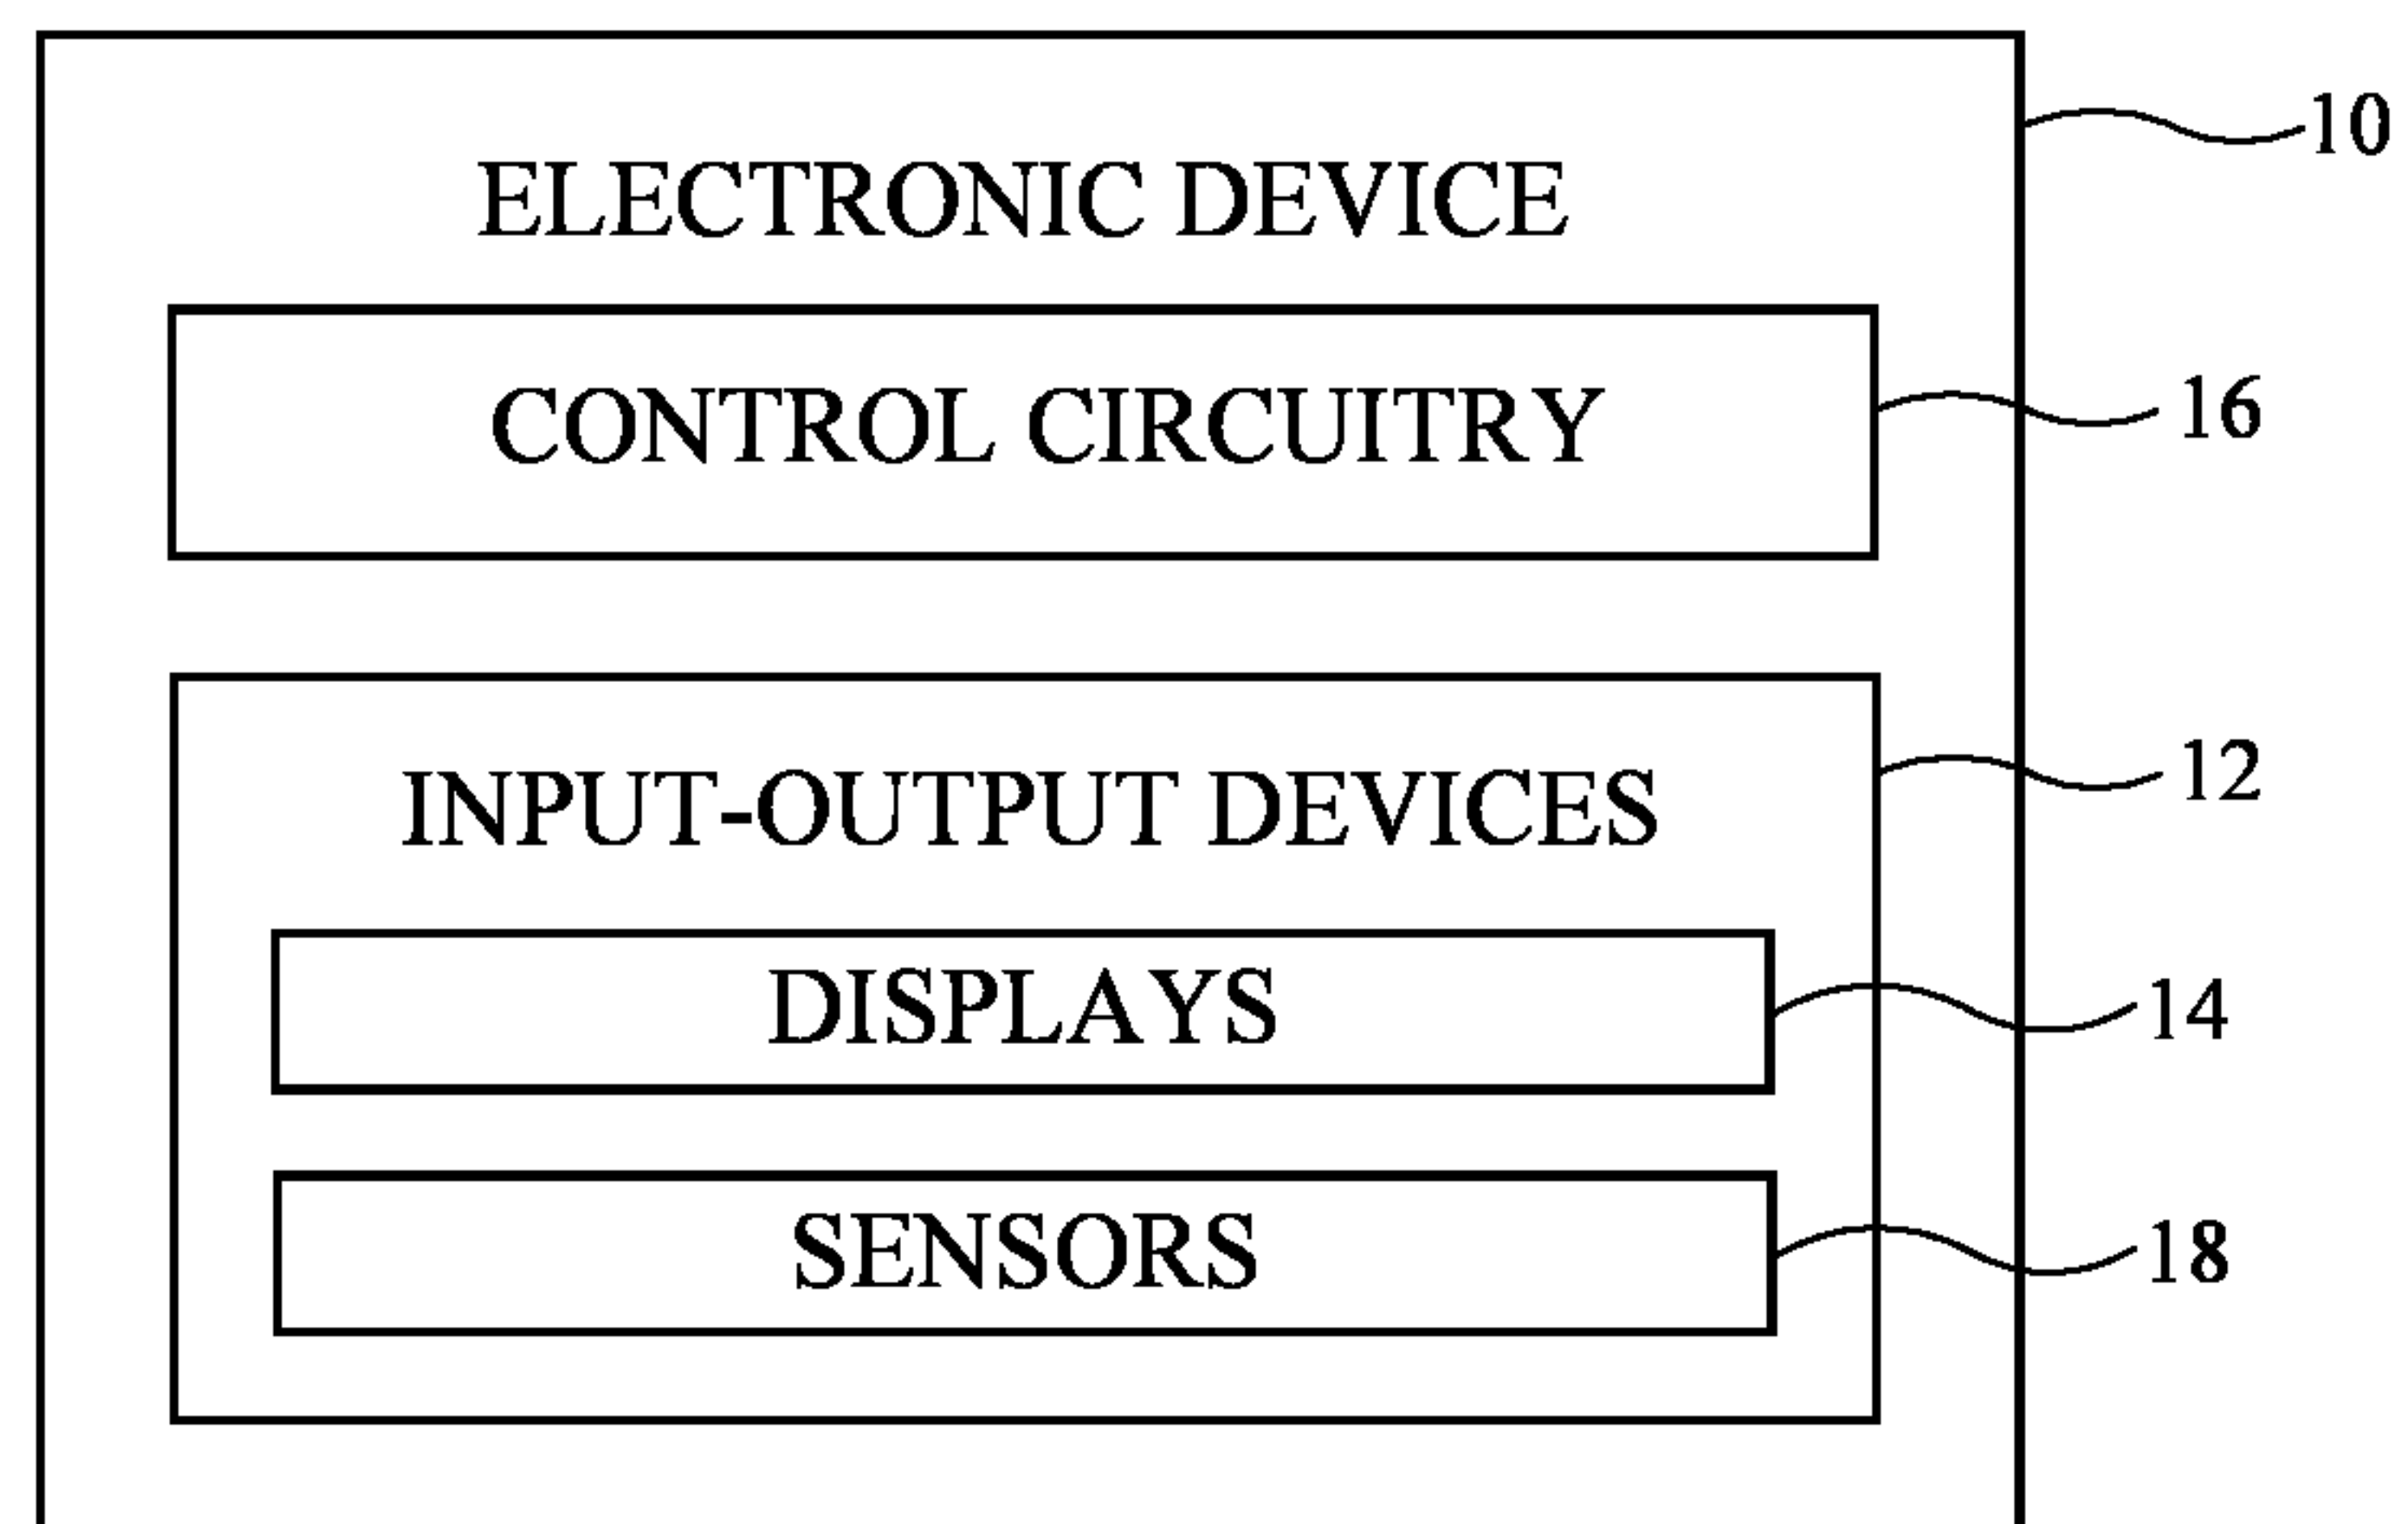 10
ELECTRONIC DEVICE
CONTROL CIRCUITRY
16
INPUT-OUTPUT DEVICES
12
DISPLAYS
14
SENSORS
18